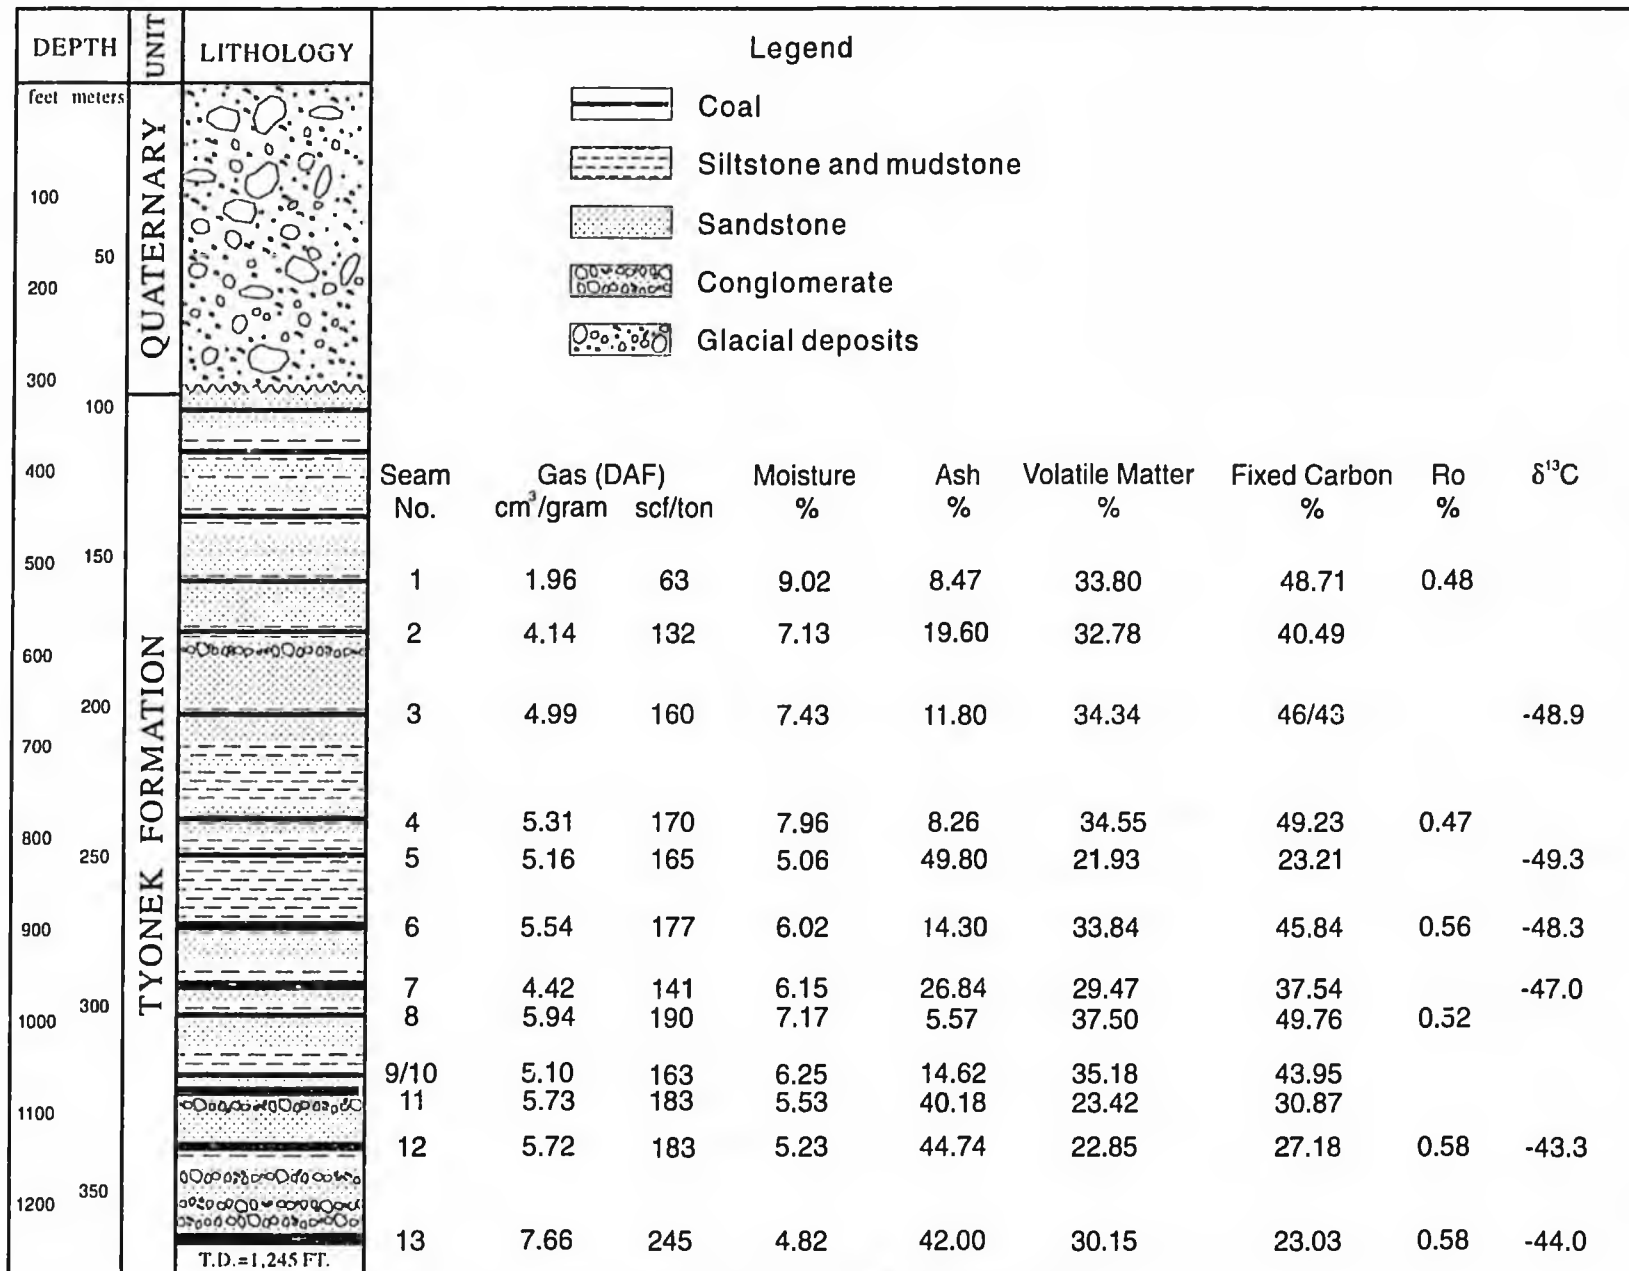 DEPTH UNIT LITHOLOGY
feet meters
QUATERNARY
100
50
200
300
100
400
500 150
TYONEK FORMATION
600
200
700
800
250
900
300
1000
1100
350
1200
T.D.=1,245 FT.
Legend
Coal
Siltstone and mudstone
Sandstone
Conglomerate
Glacial deposits
Seam Gas (DAF) Moisture Ash Volatile Matter Fixed Carbon Ro δ¹³C
No. cm³/gram scf/ton % % % % %
1 1.96 63 9.02 8.47 33.80 48.71 0.48
2 4.14 132 7.13 19.60 32.78 40.49
3 4.99 160 7.43 11.80 34.34 46/43 -48.9
4 5.31 170 7.96 8.26 34.55 49.23 0.47
5 5.16 165 5.06 49.80 21.93 23.21 -49.3
6 5.54 177 6.02 14.30 33.84 45.84 0.56 -48.3
7 4.42 141 6.15 26.84 29.47 37.54 -47.0
8 5.94 190 7.17 5.57 37.50 49.76 0.52
9/10 5.10 163 6.25 14.62 35.18 43.95
11 5.73 183 5.53 40.18 23.42 30.87
12 5.72 183 5.23 44.74 22.85 27.18 0.58 -43.3
13 7.66 245 4.82 42.00 30.15 23.03 0.58 -44.0